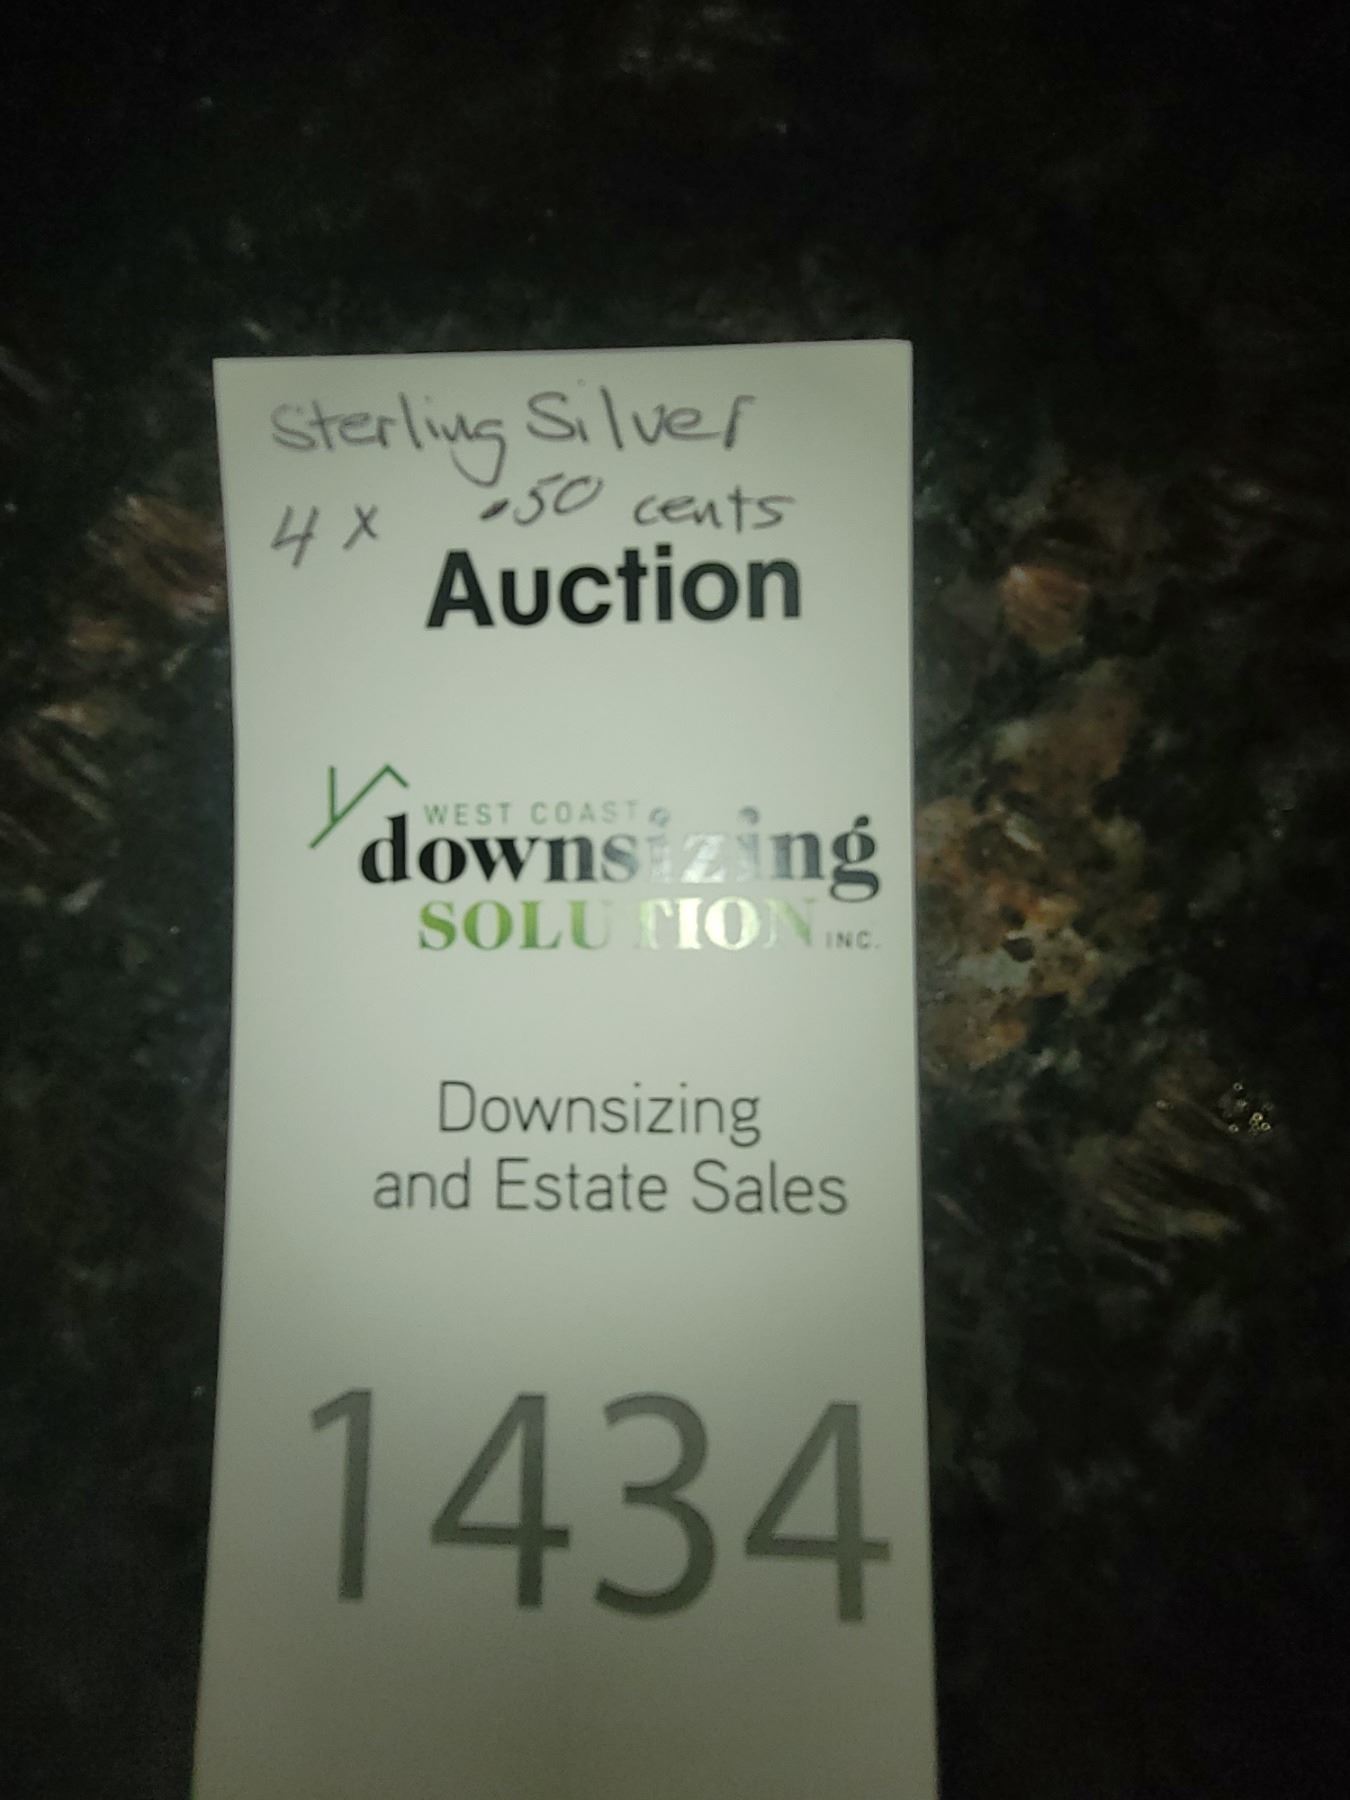 Sterling Silver
4 x .50 cents
Auction
WEST COAST
downsizing
SOLUTION INC.
Downsizing
and Estate Sales
1434